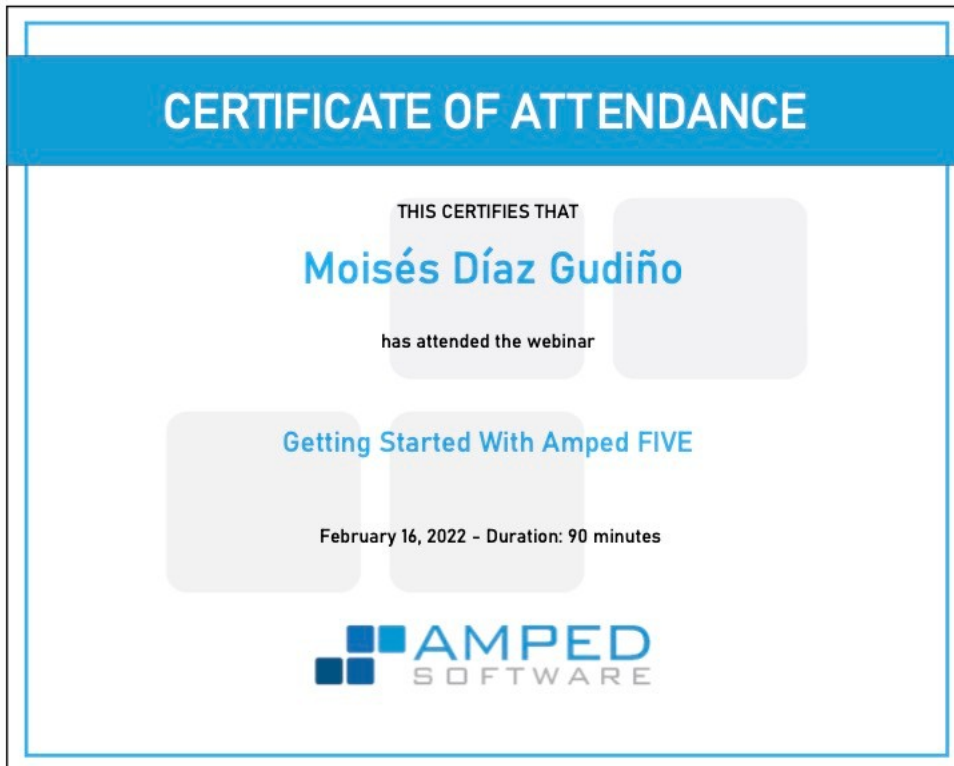 CERTIFICATE OF ATTENDANCE
THIS CERTIFIES THAT
Moisés Díaz Gudiño
has attended the webinar
Getting Started With Amped FIVE
February 16, 2022 - Duration: 90 minutes
AMPED
SOFTWARE